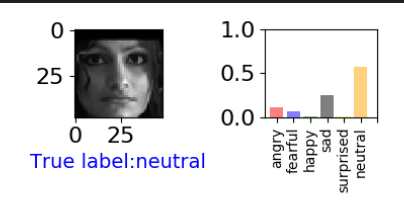 0
25
0 25
True label:neutral
1.0
0.5
0.0
angry
fearful
happy
sad
surprised
neutral